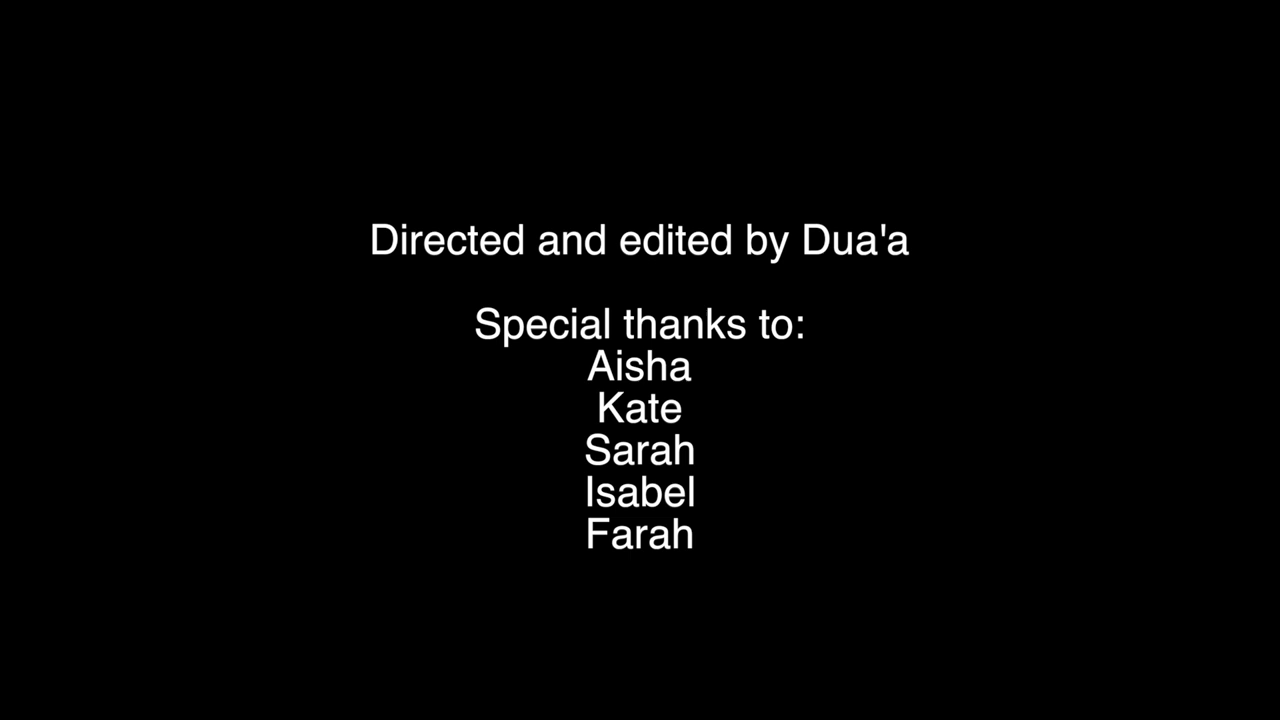 Directed and edited by Dua'a
Special thanks to:
Aisha
Kate
Sarah
Isabel
Farah